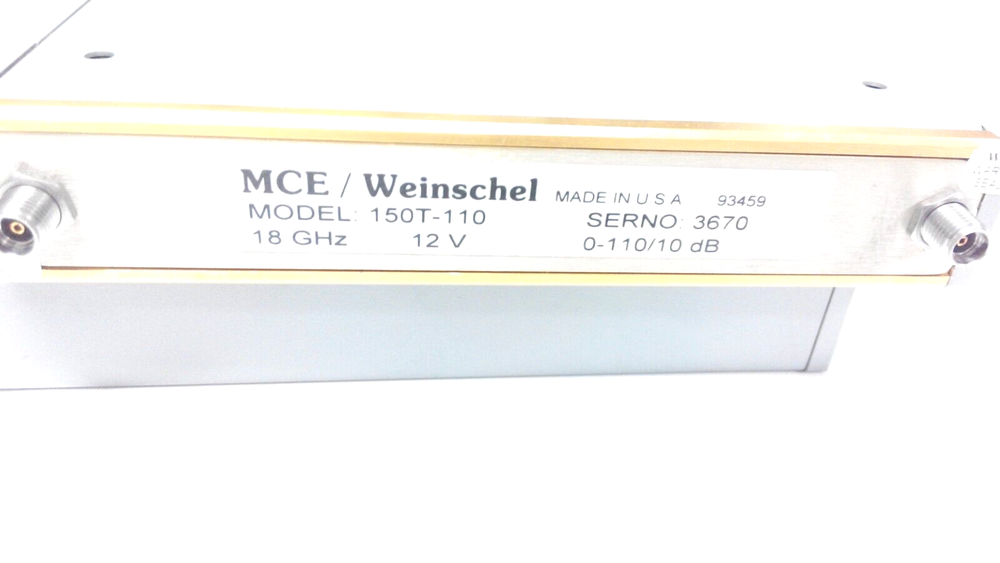 MCE / Weinschel MADE IN U S A 93459
MODEL: 150T-110 SERNO: 3670
18 GHz 12 V 0-110/10 dB